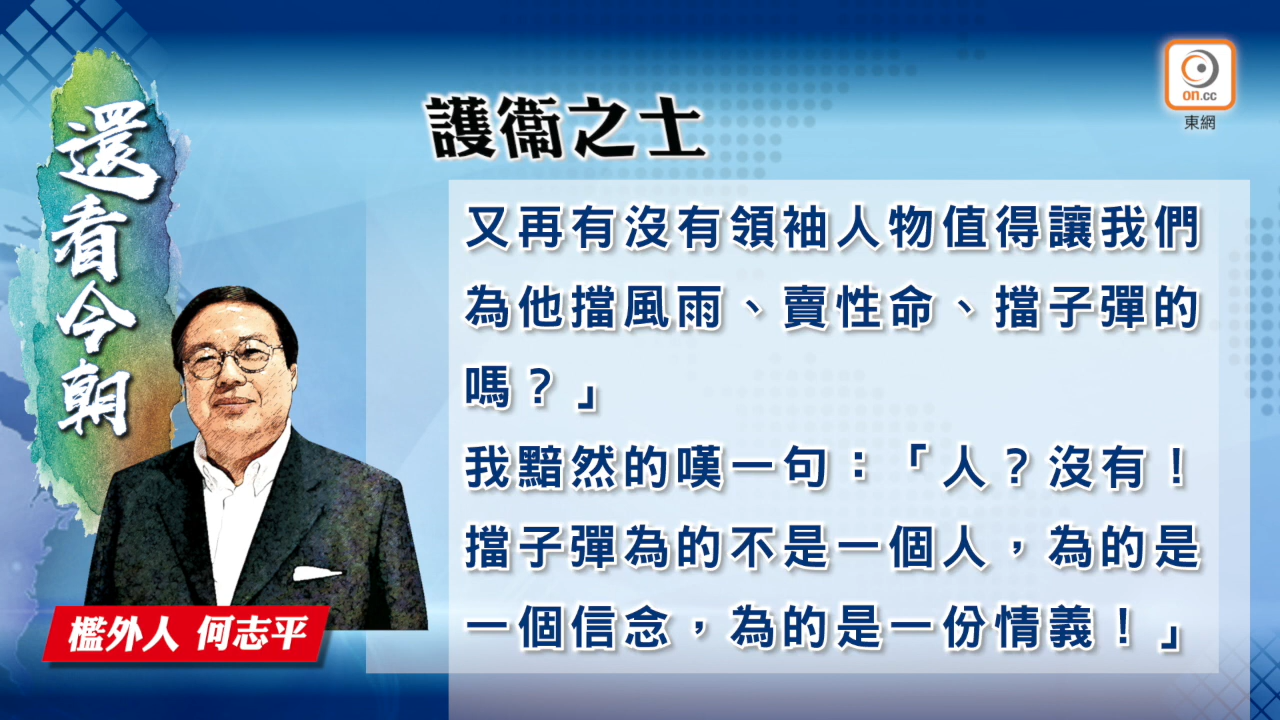 還看今朝
護衞之士
on.cc
東網
又再有沒有領袖人物值得讓我們
為他擋風雨、賣性命、擋子彈的
嗎？」
我黯然的嘆一句：「人？沒有！
擋子彈為的不是一個人，為的是
一個信念，為的是一份情義！」
檻外人 何志平